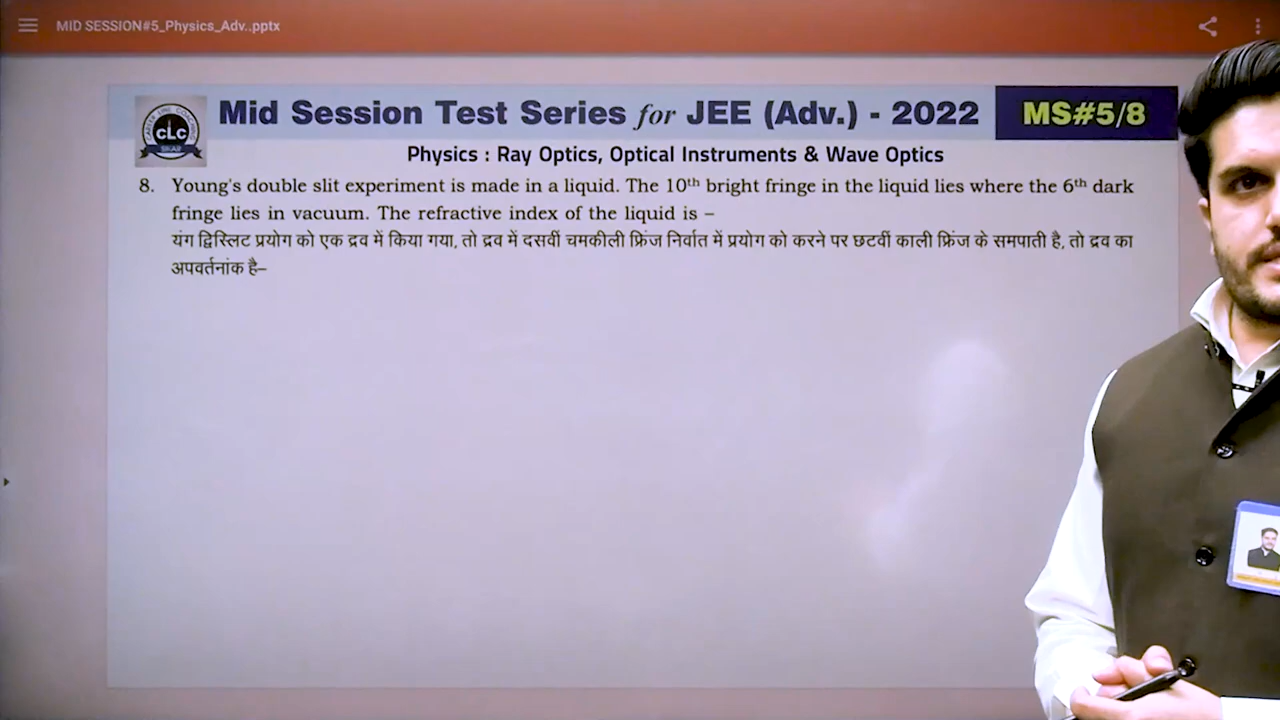 MID SESSION#5_Physics_Adv..pptx
CLC
Mid Session Test Series for JEE (Adv.) - 2022
MS#5/8
Physics : Ray Optics, Optical Instruments & Wave Optics
8. Young's double slit experiment is made in a liquid. The 10th bright fringe in the liquid lies where the 6th dark
fringe lies in vacuum. The refractive index of the liquid is –
यंग द्विस्लिट प्रयोग को एक द्रव में किया गया, तो द्रव में दसवीं चमकीली फ्रिंज निर्वात में प्रयोग को करने पर छटवीं काली फ्रिंज के समपाती है, तो द्रव का
अपवर्तनांक है–